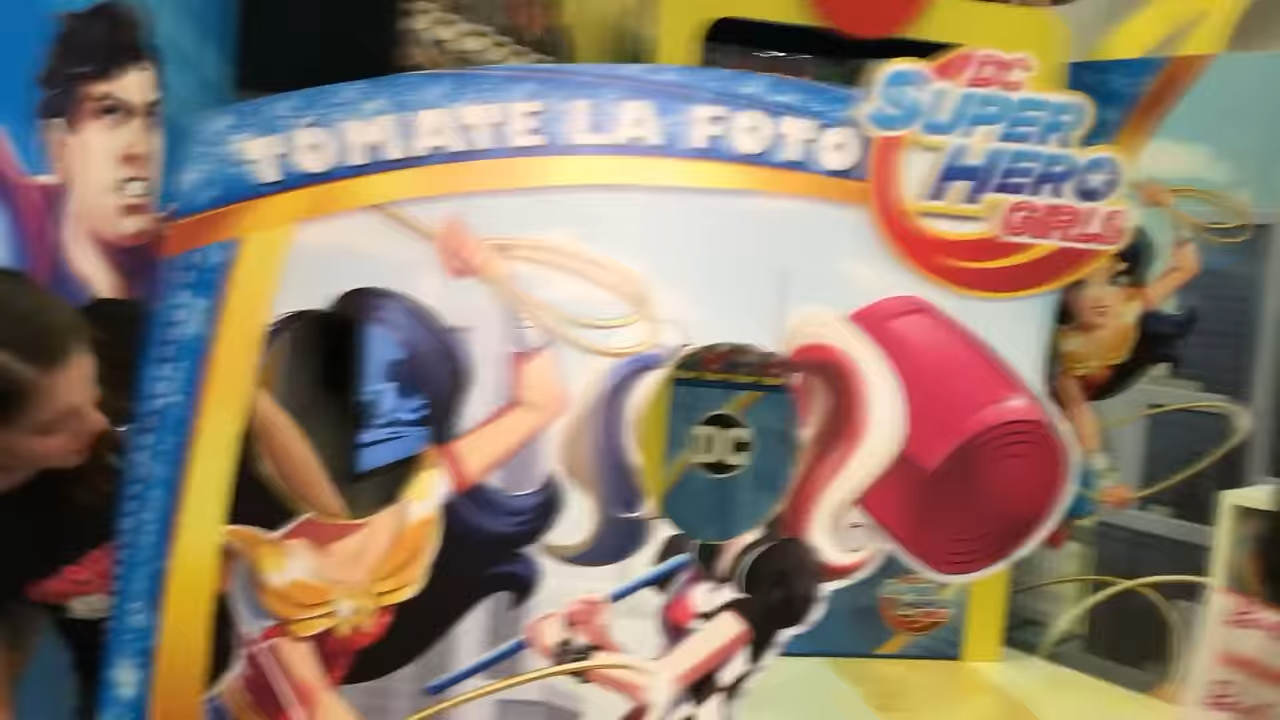 TÓMATE LA FOTO
DC
SUPER
HERO
GIRLS
DC